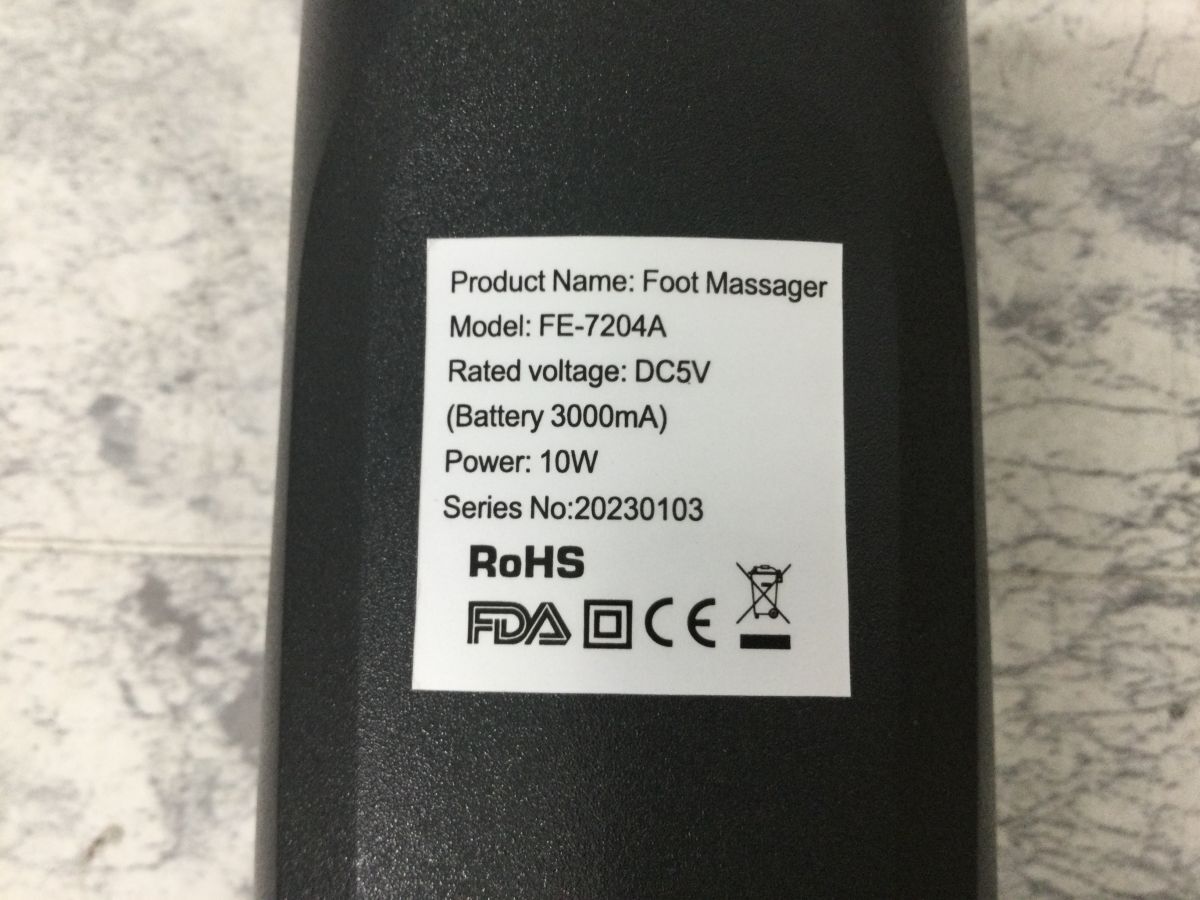 Product Name: Foot Massager
Model: FE-7204A
Rated voltage: DC5V
(Battery 3000mA)
Power: 10W
Series No:20230103
RoHS
FDA CE